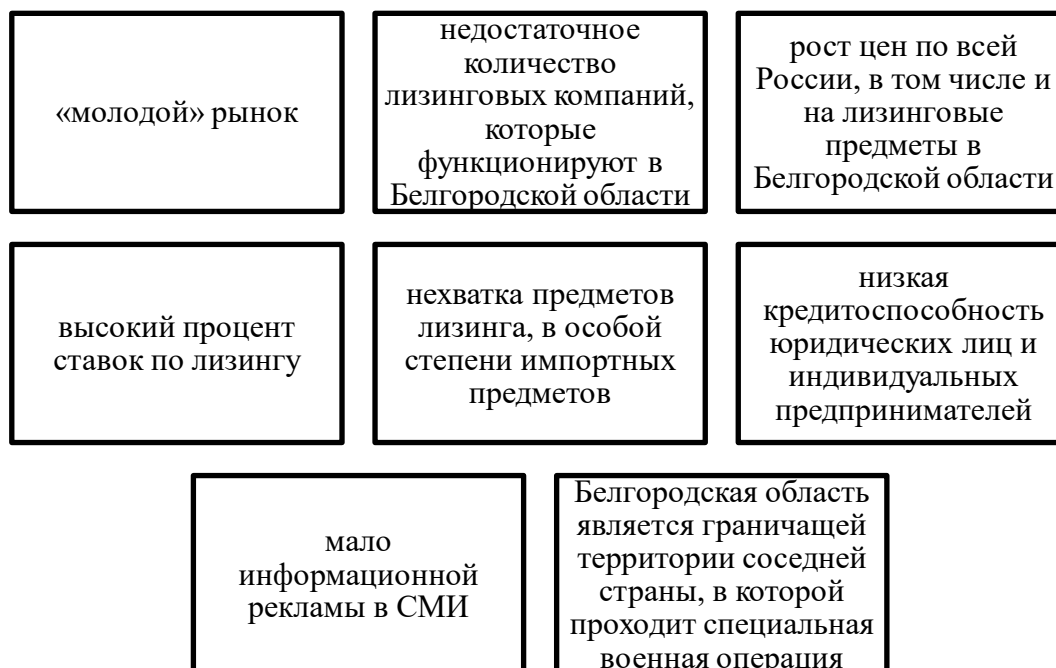 «молодой» рынок
недостаточное
количество
лизинговых компаний,
которые
функционируют в
Белгородской области
рост цен по всей
России, в том числе и
на лизинговые
предметы в
Белгородской области
высокий процент
ставок по лизингу
нехватка предметов
лизинга, в особой
степени импортных
предметов
низкая
кредитоспособность
юридических лиц и
индивидуальных
предпринимателей
мало
информационной
рекламы в СМИ
Белгородская область
является граничащей
территории соседней
страны, в которой
проходит специальная
военная операция